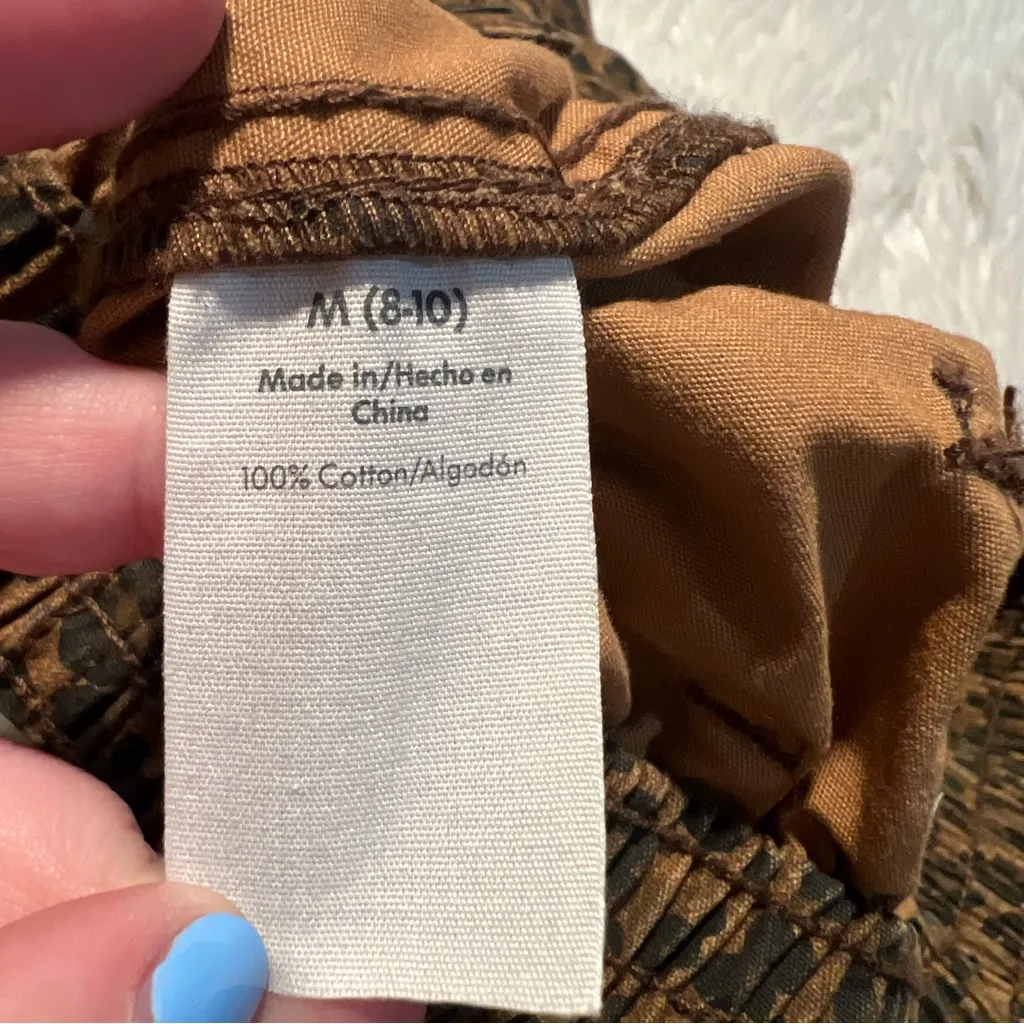 M (8-10)
Made in/Hecho en
China
100% Cotton/Algodón